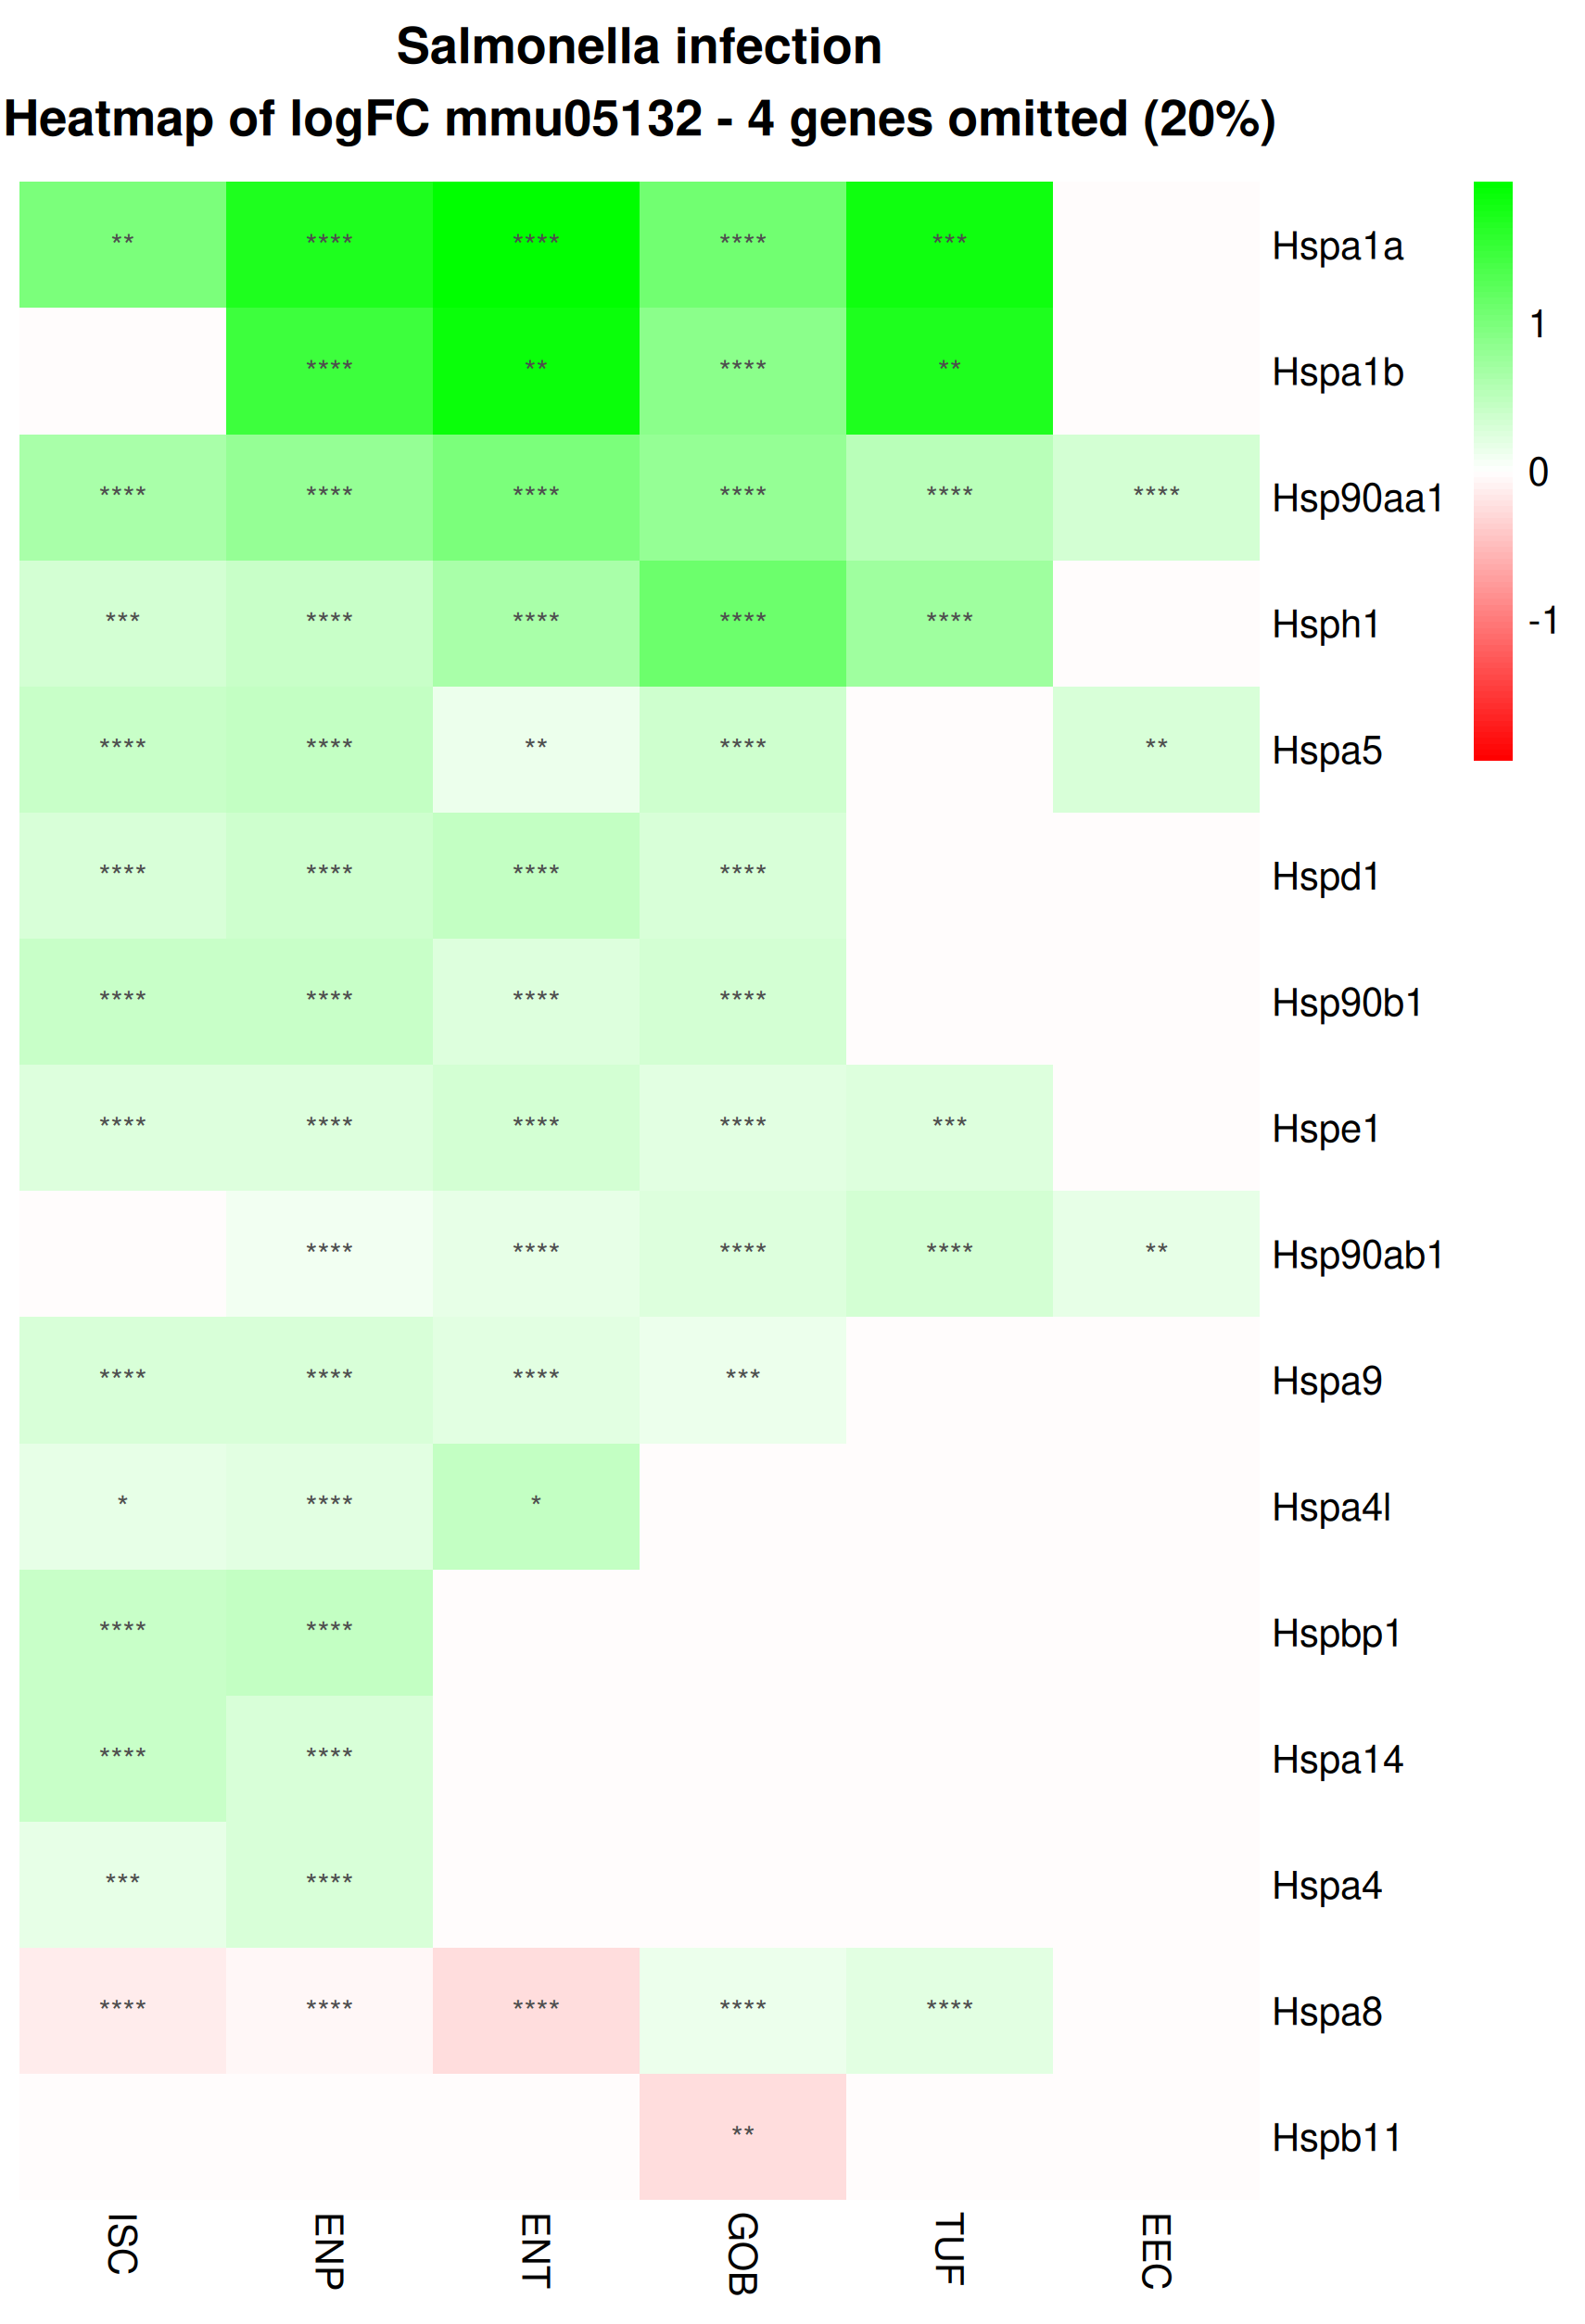 Salmonella infection
Heatmap of logFC mmu05132 - 4 genes omitted (20%)
** **** **** **** *** Hspa1a
1
**** ** **** ** Hspa1b
0
**** **** **** **** **** **** Hsp90aa1
-1
*** **** **** **** **** Hsph1
**** **** ** **** ** Hspa5
**** **** **** **** Hspd1
**** **** **** **** Hsp90b1
**** **** **** **** *** Hspe1
**** **** **** **** ** Hsp90ab1
**** **** **** *** Hspa9
* **** * Hspa4l
**** **** Hspbp1
**** **** Hspa14
*** **** Hspa4
**** **** **** **** **** Hspa8
** Hspb11
ISC ENP ENT GOB TUF EEC